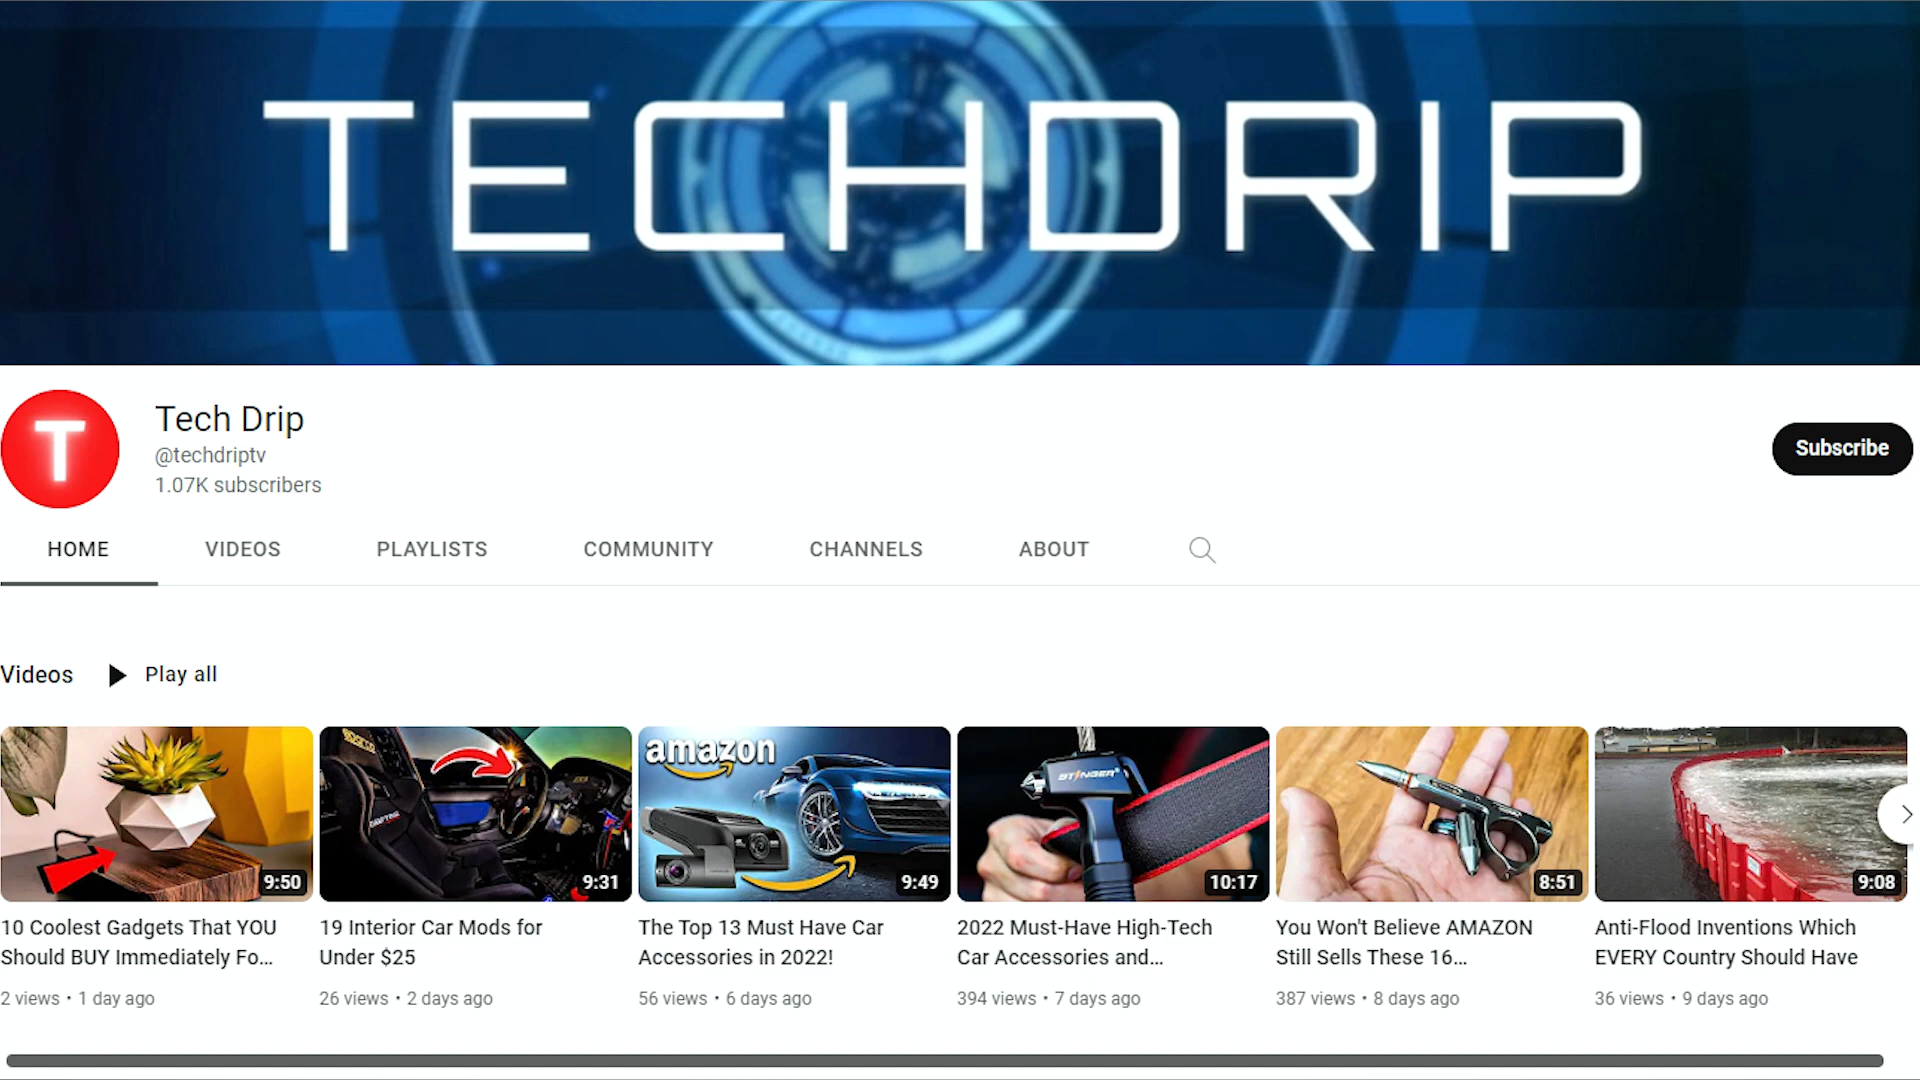 TECHDRIP
T
Tech Drip
@techdriptv
1.07K subscribers
Subscribe
HOME
VIDEOS
PLAYLISTS
COMMUNITY
CHANNELS
ABOUT
Videos
Play all
9:50
9:31
amazon
9:49
STINGER
10:17
8:51
9:08
10 Coolest Gadgets That YOU
Should BUY Immediately Fo...
2 views • 1 day ago
19 Interior Car Mods for
Under $25
26 views • 2 days ago
The Top 13 Must Have Car
Accessories in 2022!
56 views • 6 days ago
2022 Must-Have High-Tech
Car Accessories and...
394 views • 7 days ago
You Won't Believe AMAZON
Still Sells These 16...
387 views • 8 days ago
Anti-Flood Inventions Which
EVERY Country Should Have
36 views • 9 days ago